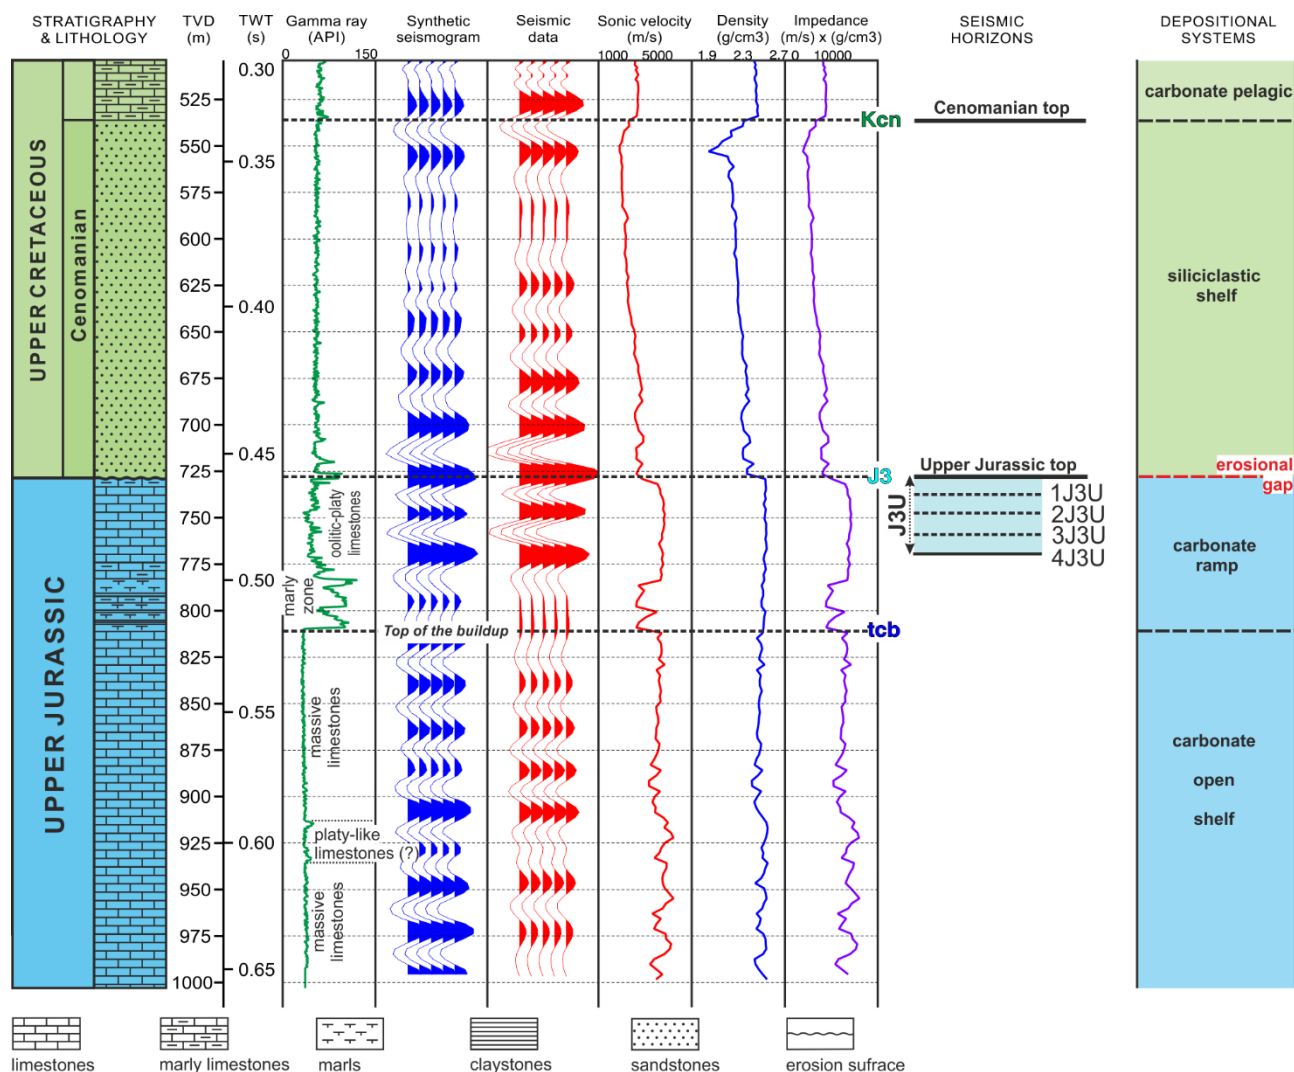 STRATIGRAPHY
& LITHOLOGY
TVD
(m)
TWT
(s)
Gamma ray
(API)
0 150
Synthetic
seismogram
Seismic
data
Sonic velocity
(m/s)
1000 5000
Density
(g/cm3)
1.9 2.3 2.7
Impedance
(m/s) x (g/cm3)
0 10000
SEISMIC
HORIZONS
DEPOSITIONAL
SYSTEMS
UPPER CRETACEOUS
Cenomanian
UPPER JURASSIC
525
550
575
600
625
650
675
700
725
750
775
800
825
850
875
900
925
950
975
1000
0.30
0.35
0.40
0.45
0.50
0.55
0.60
0.65
oolitic-platy
limestones
marly
zone
Top of the buildup
massive
limestones
platy-like
limestones (?)
massive
limestones
Kcn
J3
tcb
Cenomanian top
Upper Jurassic top
J3U
1J3U
2J3U
3J3U
4J3U
carbonate pelagic
siliciclastic
shelf
erosional
gap
carbonate
ramp
carbonate
open
shelf
limestones
marly limestones
marls
claystones
sandstones
erosion sufrace